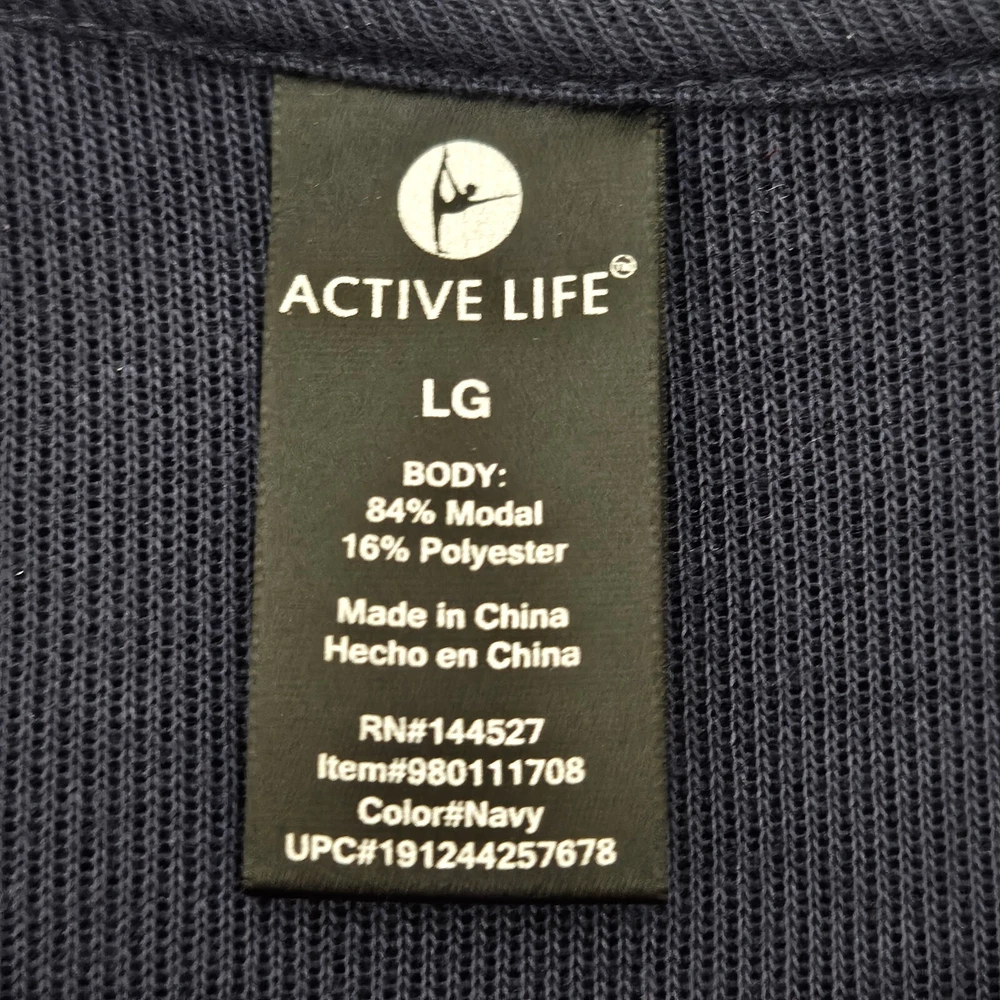 ACTIVE LIFE™
LG
BODY:
84% Modal
16% Polyester
Made in China
Hecho en China
RN#144527
Item#980111708
Color#Navy
UPC#191244257678